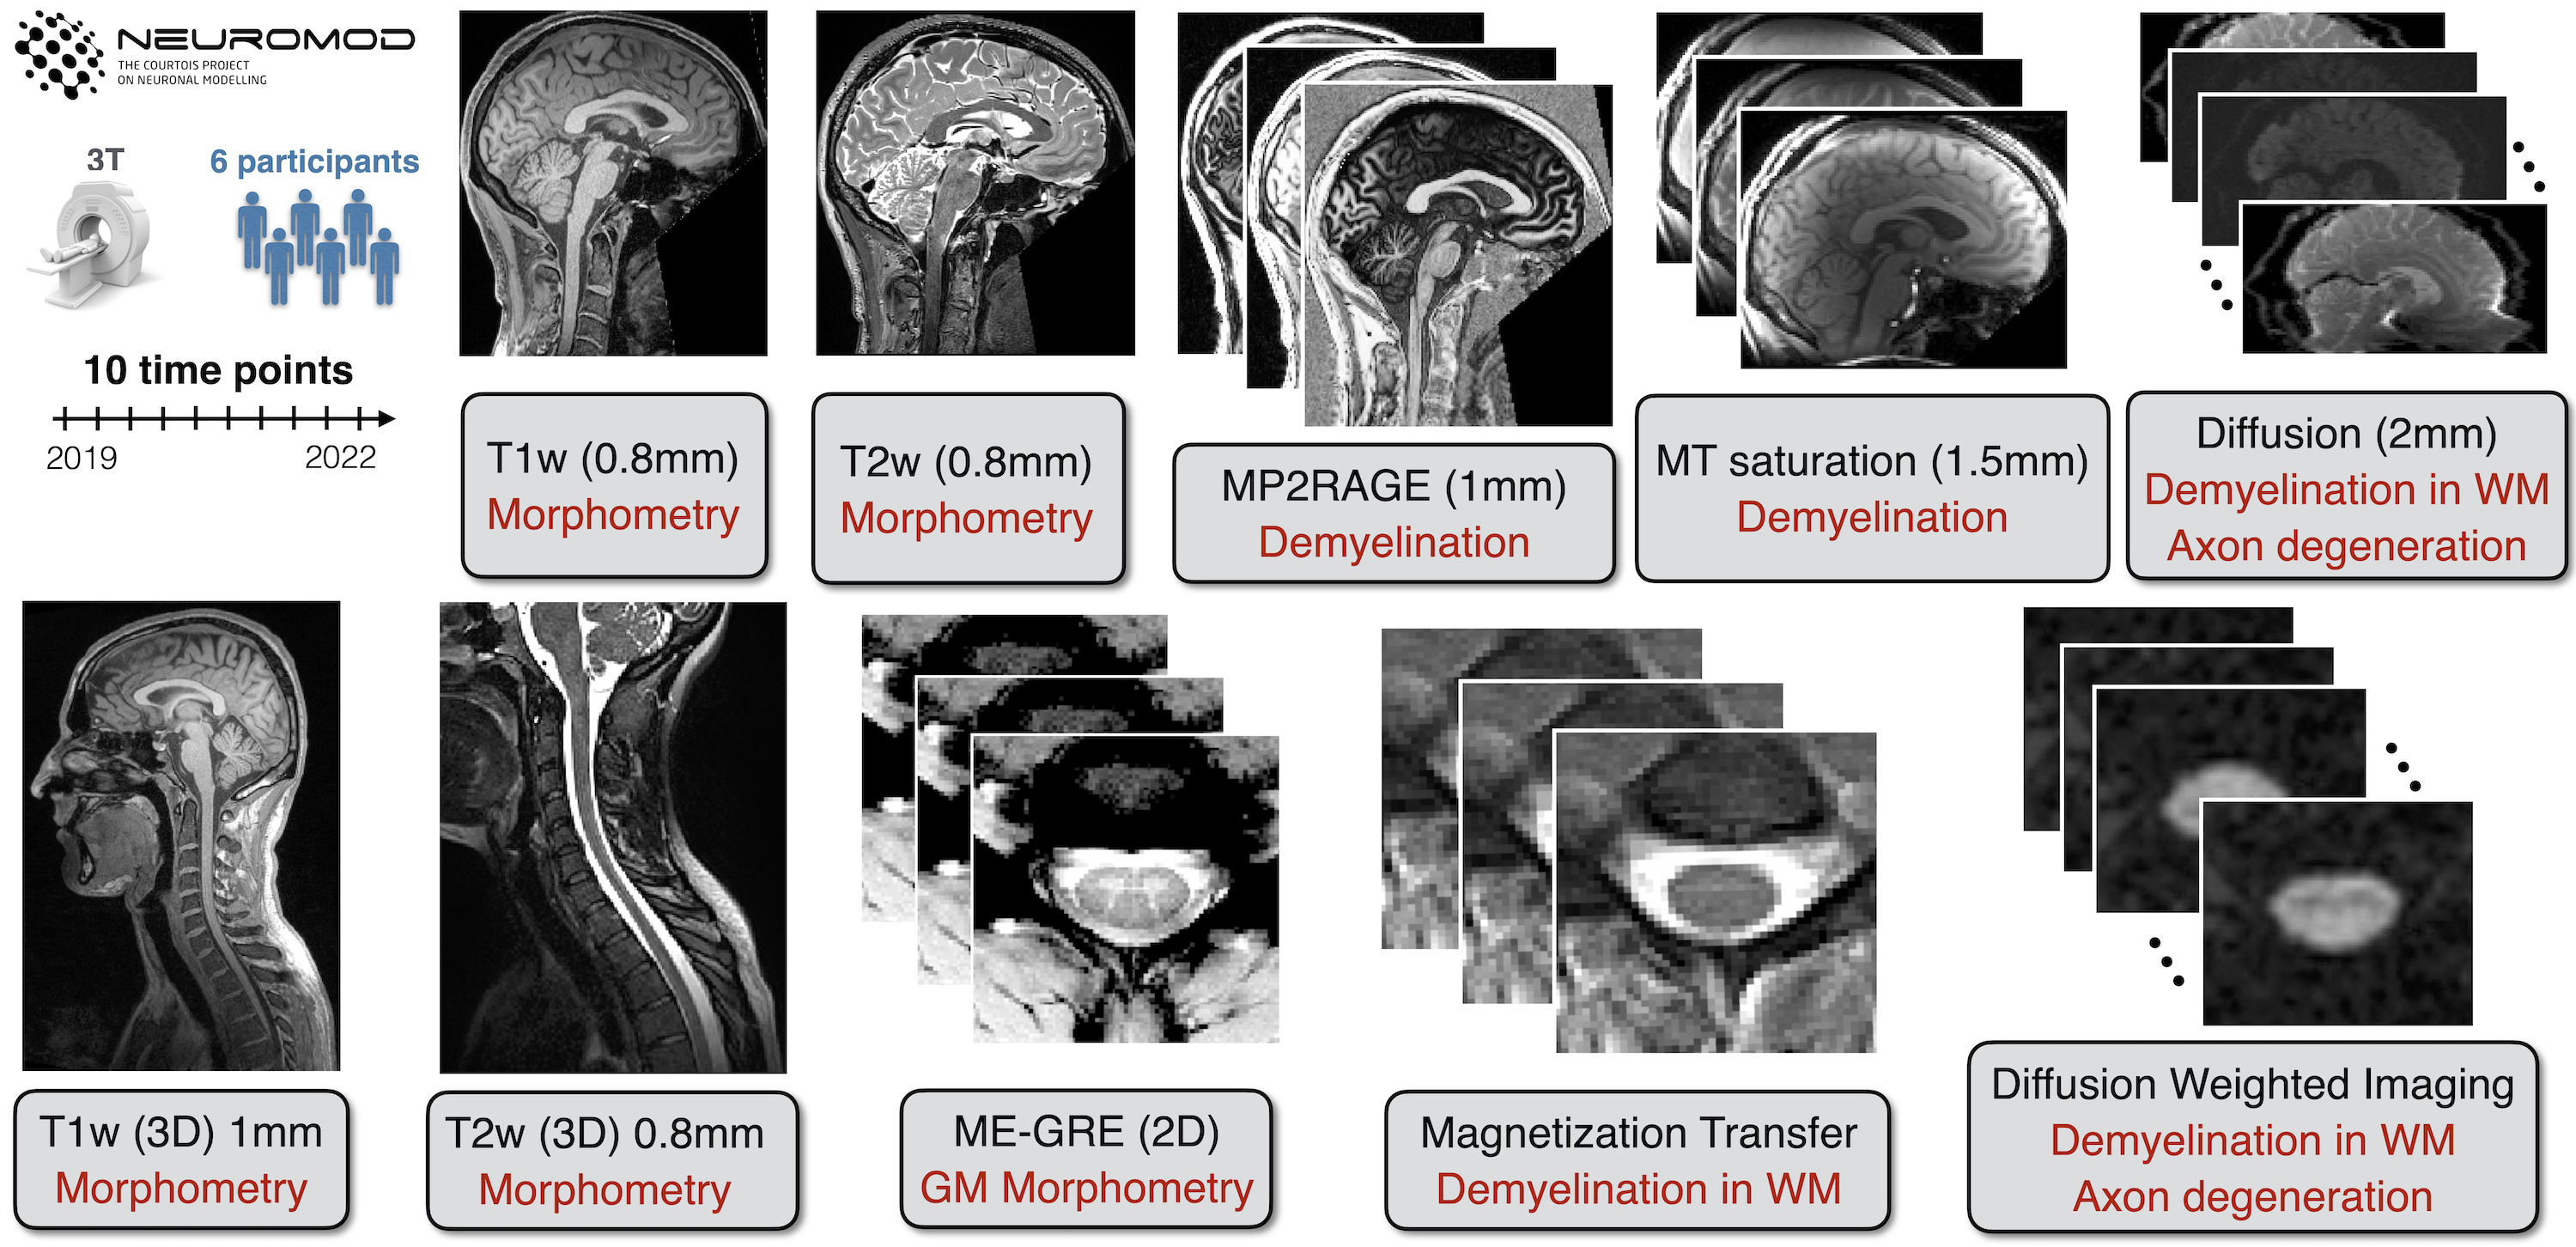 NEUROMOD
THE COURTOIS PROJECT
ON NEURONAL MODELLING
3T
6 participants
10 time points
2019
2022
T1w (0.8mm)
Morphometry
T2w (0.8mm)
Morphometry
MP2RAGE (1mm)
Demyelination
MT saturation (1.5mm)
Demyelination
Diffusion (2mm)
Demyelination in WM
Axon degeneration
T1w (3D) 1mm
Morphometry
T2w (3D) 0.8mm
Morphometry
ME-GRE (2D)
GM Morphometry
Magnetization Transfer
Demyelination in WM
Diffusion Weighted Imaging
Demyelination in WM
Axon degeneration